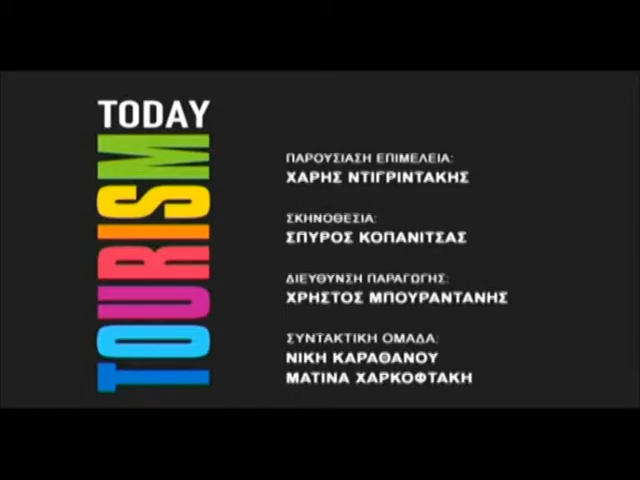 TODAY
TOURISM
ΠΑΡΟΥΣΙΑΣΗ ΕΠΙΜΕΛΕΙΑ:
ΧΑΡΗΣ ΝΤΙΓΡΙΝΤΑΚΗΣ
ΣΚΗΝΟΘΕΣΙΑ:
ΣΠΥΡΟΣ ΚΟΠΑΝΙΤΣΑΣ
ΔΙΕΥΘΥΝΣΗ ΠΑΡΑΓΩΓΗΣ:
ΧΡΗΣΤΟΣ ΜΠΟΥΡΑΝΤΑΝΗΣ
ΣΥΝΤΑΚΤΙΚΗ ΟΜΑΔΑ:
ΝΙΚΗ ΚΑΡΑΘΑΝΟΥ
ΜΑΤΙΝΑ ΧΑΡΚΟΦΤΑΚΗ